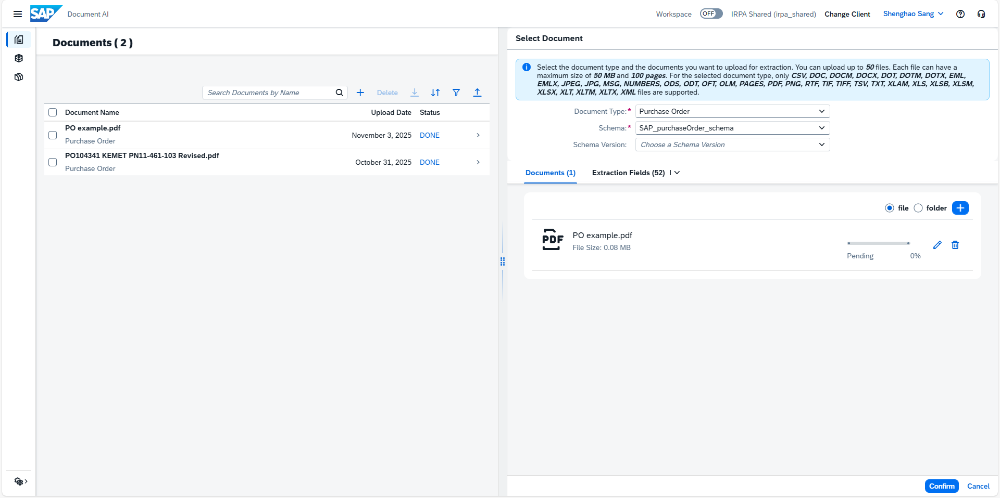 SAP Document AI
Workspace OFF IRPA Shared (irpa_shared) Change Client Shenghao Sang
Documents ( 2 )
Search Documents by Name
Delete
Document Name Upload Date Status
PO example.pdf
Purchase Order
November 3, 2025 DONE
PO104341 KEMET PN11-461-103 Revised.pdf
Purchase Order
October 31, 2025 DONE
Select Document
Select the document type and the documents you want to upload for extraction. You can upload up to 50 files. Each file can have a
maximum size of 50 MB and 100 pages. For the selected document type, only CSV, DOC, DOCM, DOCX, DOT, DOTM, DOTX, EML,
EMLX, JPEG, JPG, MSG, NUMBERS, ODS, ODT, OFT, OLM, PAGES, PDF, PNG, RTF, TIF, TIFF, TSV, TXT, XLAM, XLS, XLSB, XLSM,
XLSX, XLT, XLTM, XLTX, XML files are supported.
Document Type:* Purchase Order
Schema:* SAP_purchaseOrder_schema
Schema Version: Choose a Schema Version
Documents (1) Extraction Fields (52)
file folder
PDF
PO example.pdf
File Size: 0.08 MB
Pending 0%
Confirm Cancel